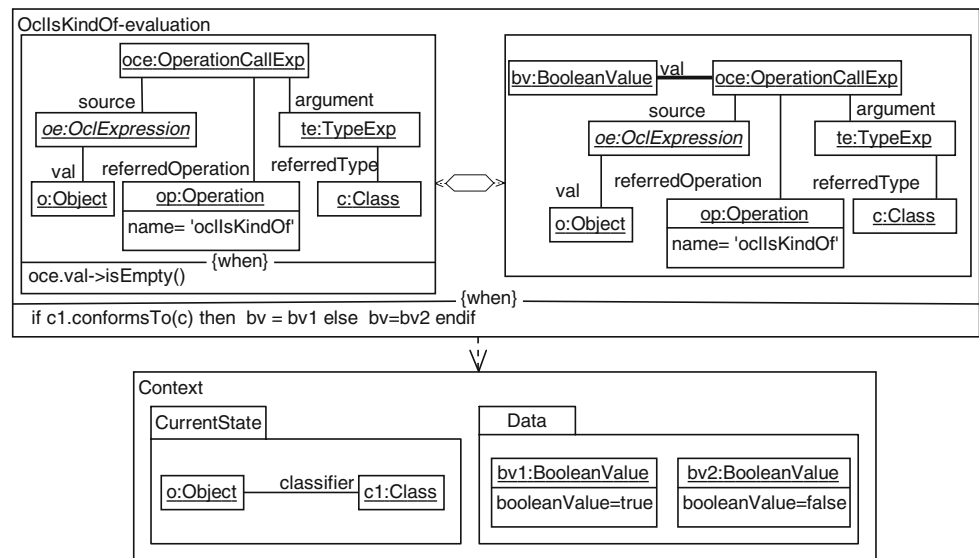 OclIsKindOf-evaluation
oce:OperationCallExp
source
argument
oe:OclExpression
te:TypeExp
val
referredOperation
referredType
o:Object
op:Operation
c:Class
name= 'oclIsKindOf'
{when}
oce.val->isEmpty()
bv:BooleanValue
val
oce:OperationCallExp
source
argument
oe:OclExpression
te:TypeExp
val
referredOperation
referredType
o:Object
op:Operation
c:Class
name= 'oclIsKindOf'
{when}
if c1.conformsTo(c) then bv = bv1 else bv=bv2 endif
Context
CurrentState
o:Object
classifier
c1:Class
Data
bv1:BooleanValue
booleanValue=true
bv2:BooleanValue
booleanValue=false